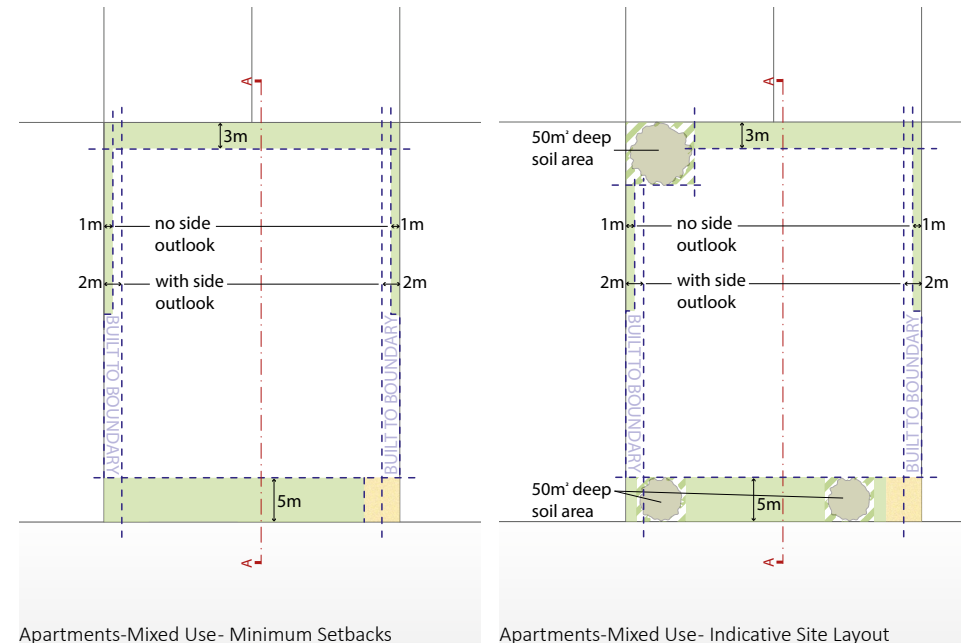 A
3m
1m
no side
outlook
1m
2m
with side
outlook
2m
BUILT TO BOUNDARY
BUILT TO BOUNDARY
5m
A
Apartments-Mixed Use- Minimum Setbacks
A
50m² deep
soil area
3m
1m
no side
outlook
1m
2m
with side
outlook
2m
BUILT TO BOUNDARY
BUILT TO BOUNDARY
50m² deep
soil area
5m
A
Apartments-Mixed Use- Indicative Site Layout